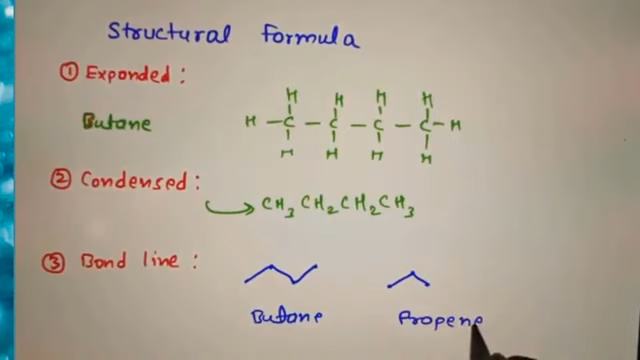 Structural Formula
① Exponded :
Butane
H H H H
H — C — C — C — C — H
H H H H
② Condensed :
CH₃ CH₂ CH₂ CH₃
③ Bond line :
Butane Propene